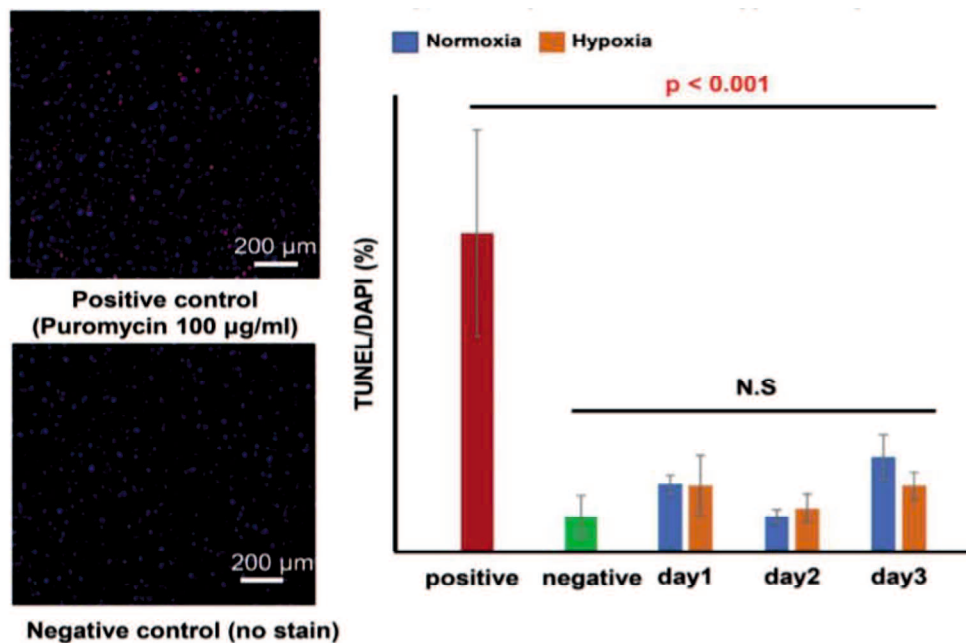 200 µm
Positive control
(Puromycin 100 µg/ml)
200 µm
Negative control (no stain)
Normoxia Hypoxia
p < 0.001
TUNEL/DAPI (%)
N.S
positive negative day1 day2 day3